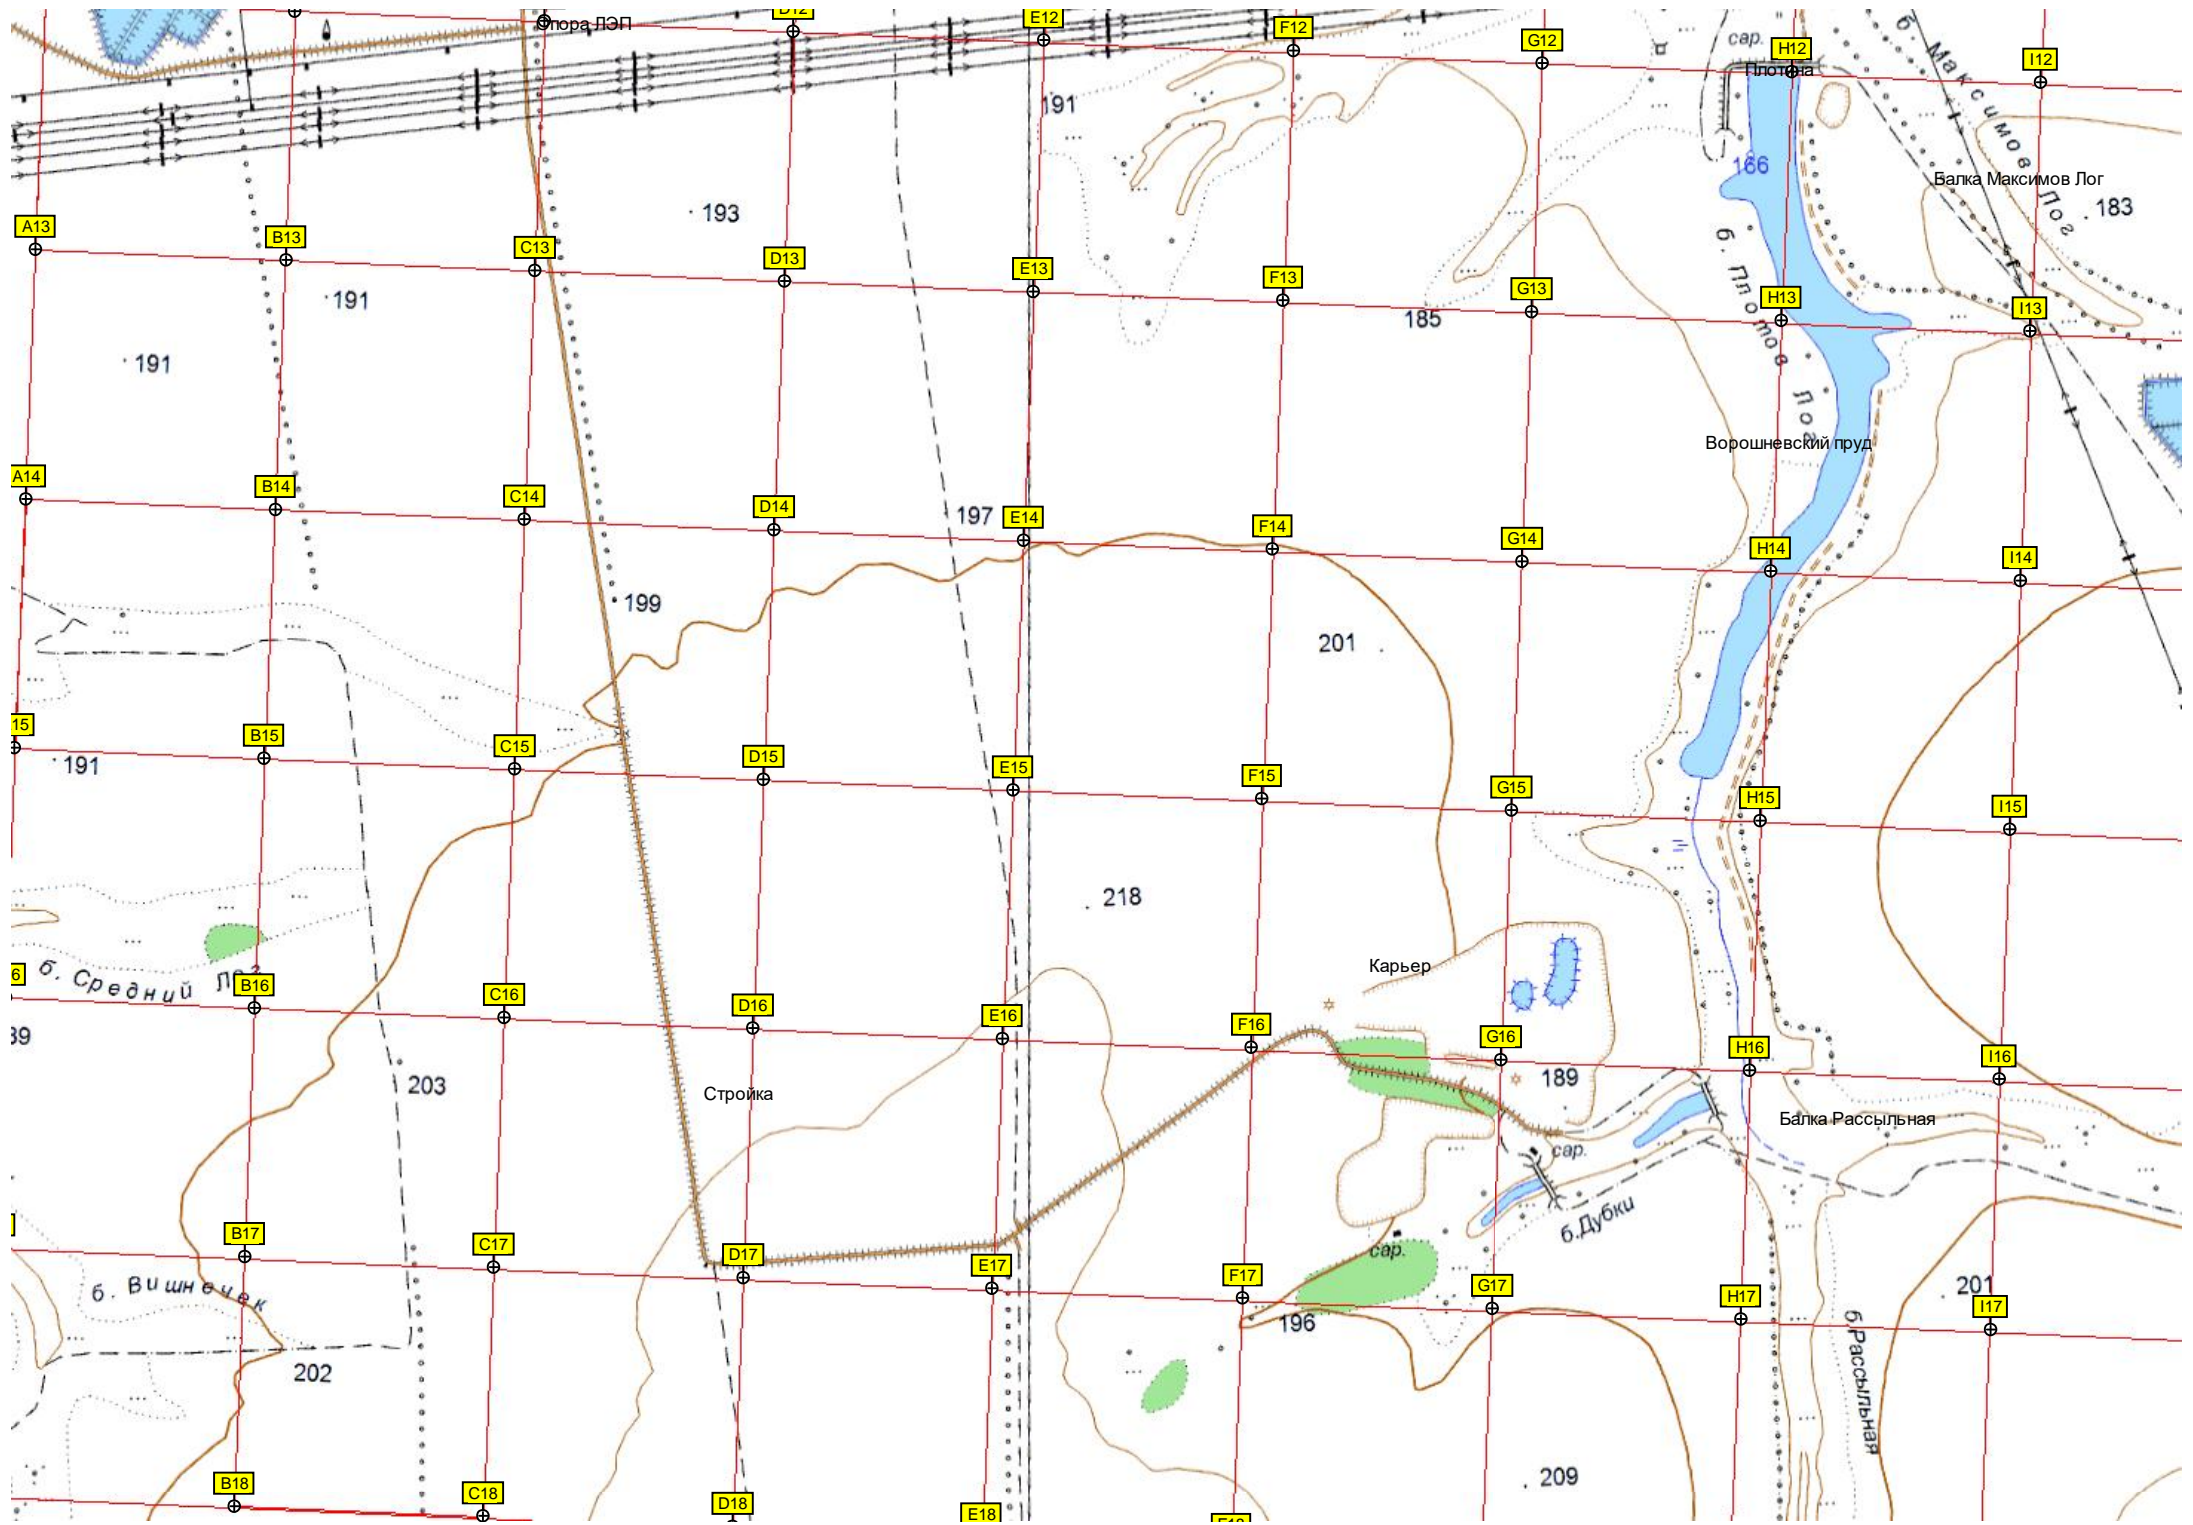 D12
E12
F12
G12
H12
I12
пора ЛЭП
сар.
Плотина
б. Максимов Лог
191
166
Балка Максимов Лог
193
183
A13
B13
C13
D13
E13
F13
G13
H13
I13
б. Плотов Лог
191
185
191
Ворошневский пруд
A14
B14
C14
D14
197
E14
F14
G14
H14
I14
199
201
15
B15
C15
D15
E15
F15
G15
H15
I15
191
218
Карьер
б. Средний Лог
6
B16
C16
D16
E16
F16
G16
H16
I16
39
203
189
Стройка
Балка Рассыльная
сар.
б.Дубки
сар.
B17
C17
D17
E17
F17
G17
H17
I17
б. Вишнечек
201
196
б.Рассыльная
202
209
B18
C18
D18
E18